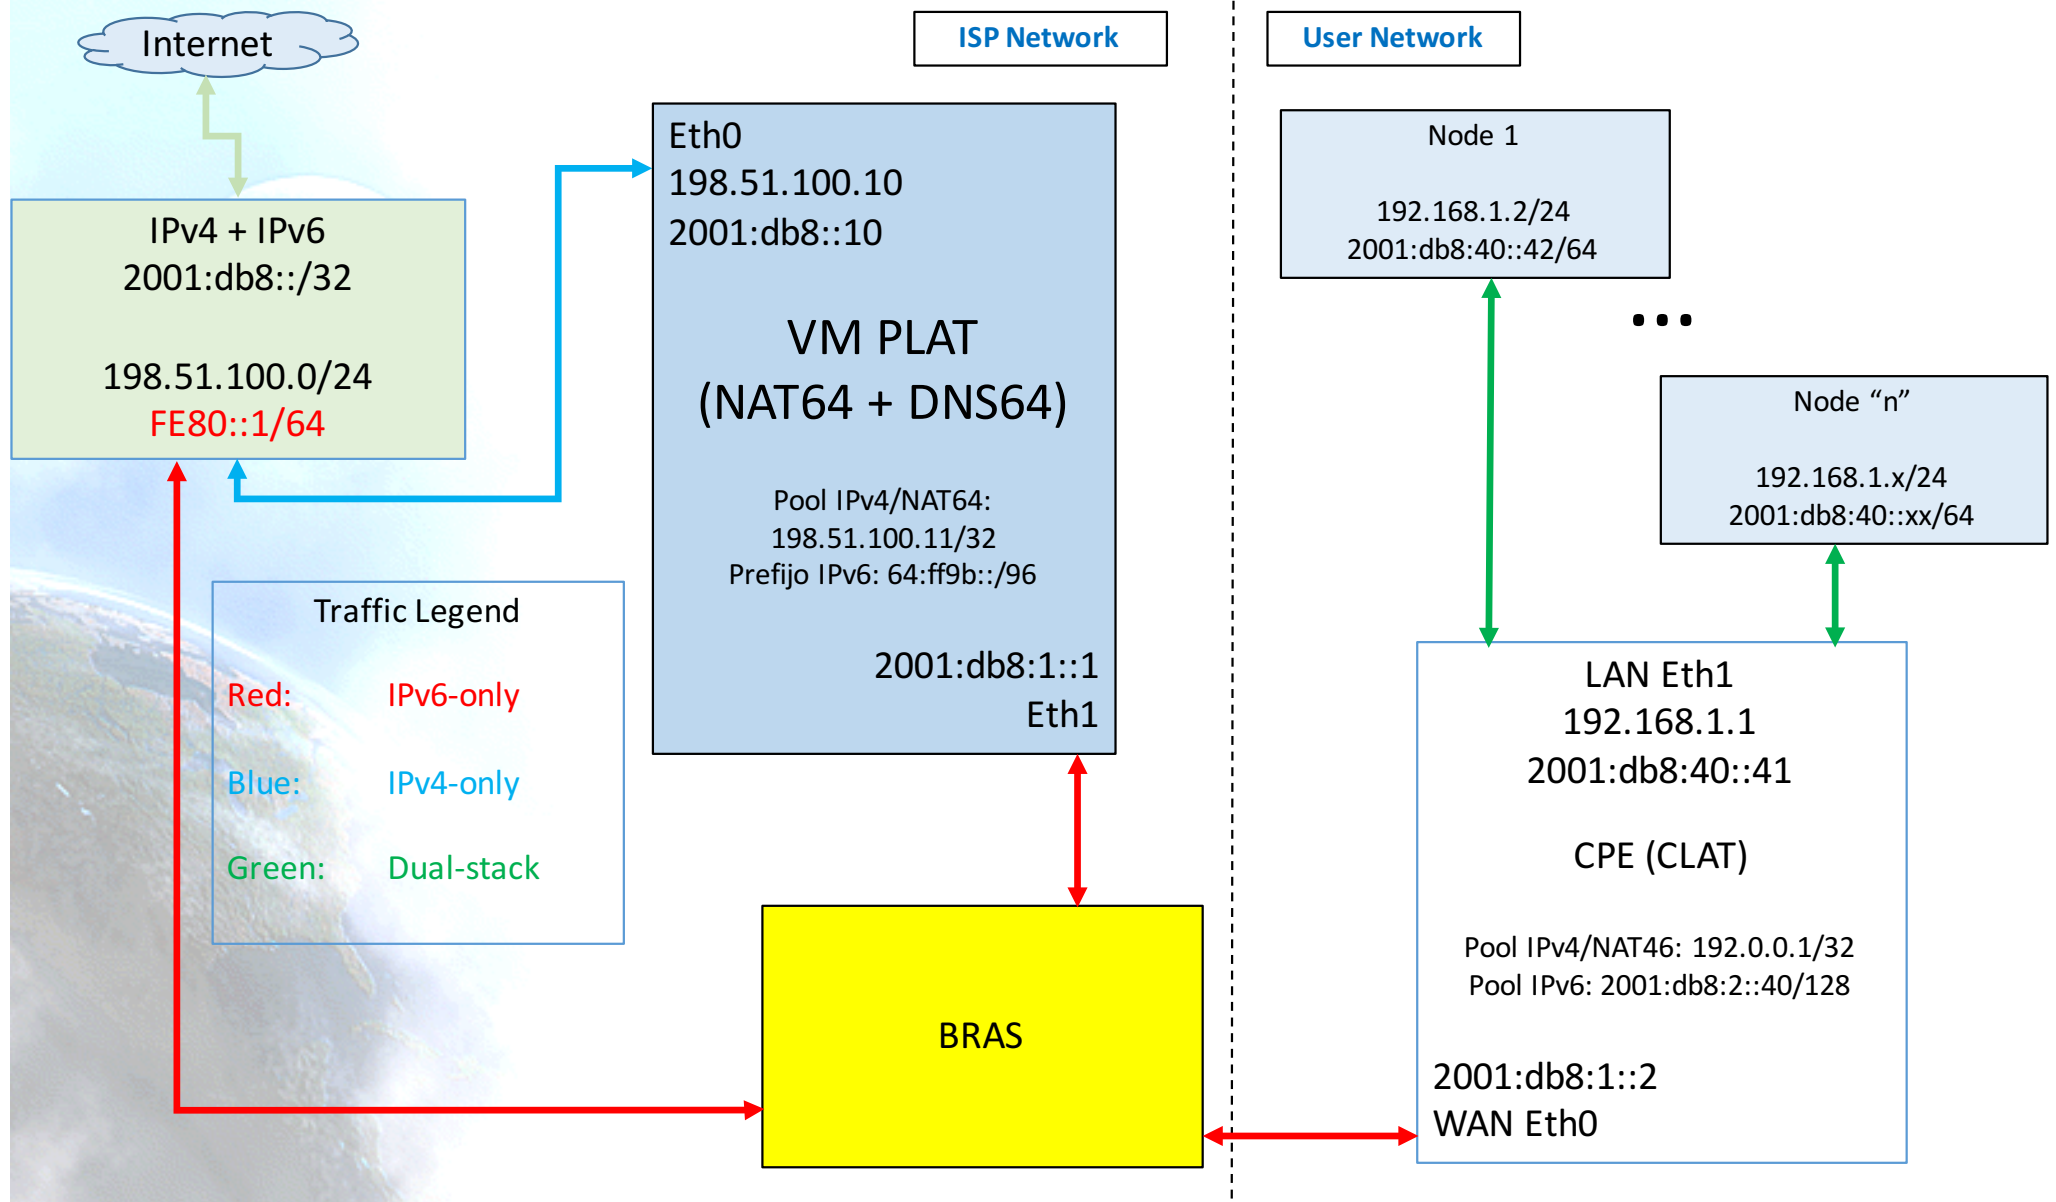 Internet
ISP Network
User Network
IPv4 + IPv6
2001:db8::/32
198.51.100.0/24
FE80::1/64
Eth0
198.51.100.10
2001:db8::10
VM PLAT
(NAT64 + DNS64)
Pool IPv4/NAT64:
198.51.100.11/32
Prefijo IPv6: 64:ff9b::/96
2001:db8:1::1
Eth1
Node 1
192.168.1.2/24
2001:db8:40::42/64
...
Node “n”
192.168.1.x/24
2001:db8:40::xx/64
Traffic Legend
Red: IPv6-only
Blue: IPv4-only
Green: Dual-stack
BRAS
LAN Eth1
192.168.1.1
2001:db8:40::41
CPE (CLAT)
Pool IPv4/NAT46: 192.0.0.1/32
Pool IPv6: 2001:db8:2::40/128
2001:db8:1::2
WAN Eth0